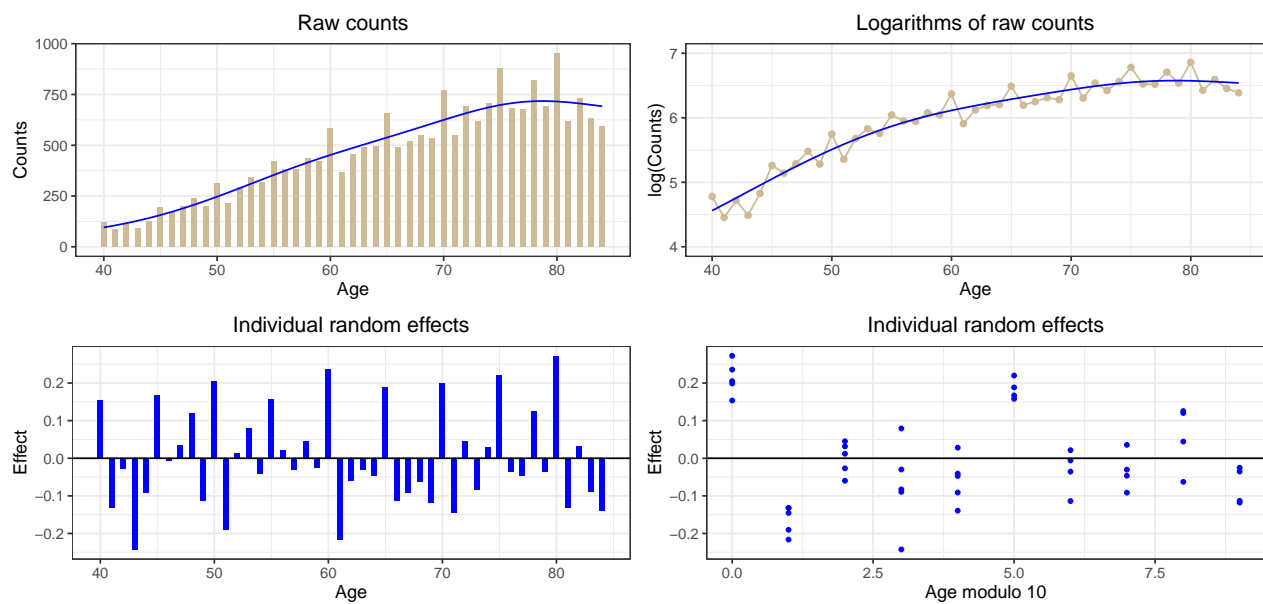 Raw counts
1000
750
500
250
0
Counts
40 50 60 70 80
Age
Logarithms of raw counts
7
6
5
4
log(Counts)
40 50 60 70 80
Age
Individual random effects
0.2
0.1
0.0
−0.1
−0.2
Effect
40 50 60 70 80
Age
Individual random effects
0.2
0.1
0.0
−0.1
−0.2
Effect
0.0 2.5 5.0 7.5
Age modulo 10